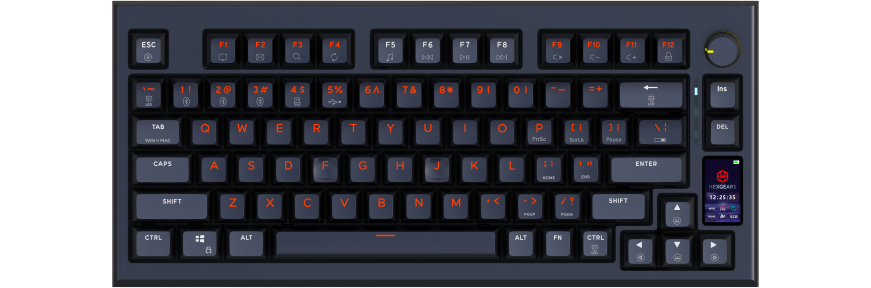 ESC F1 F2 F3 F4 F5 F6 F7 F8 F9 F10 F11 F12
` ~ 1 ! 2 @ 3 # 4 $ 5 % 6 ^ 7 & 8 * 9 ( 0 ) - _ = + Ins
TAB Q W E R T Y U I O P [ { ] } \ | DEL
WIN MAC PrtSc ScrLk Pause
CAPS A S D F G H J K L ; : ' " ENTER
HOME END
HEXGEARS
12:25:35
SHIFT Z X C V B N M , < . > / ? SHIFT
PGUP PGDN
CTRL ALT ALT FN CTRL